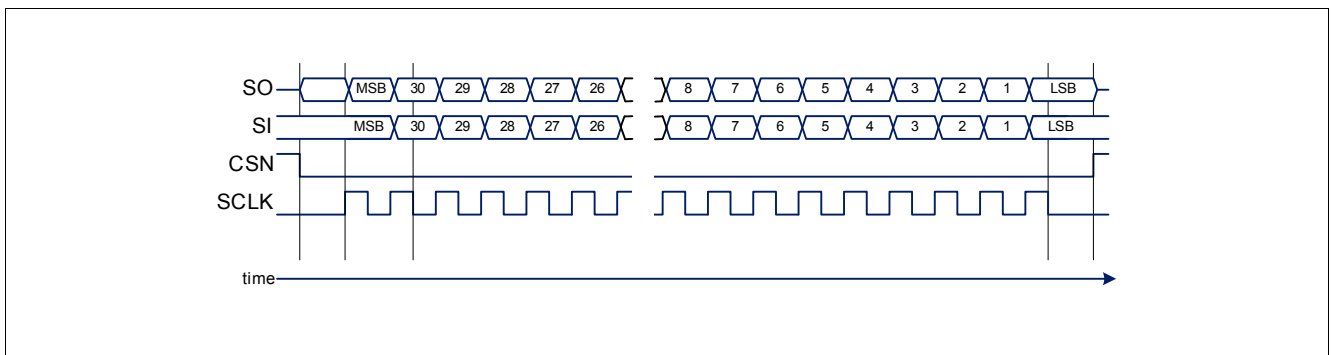 SO MSB 30 29 28 27 26 8 7 6 5 4 3 2 1 LSB
SI MSB 30 29 28 27 26 8 7 6 5 4 3 2 1 LSB
CSN
SCLK
time